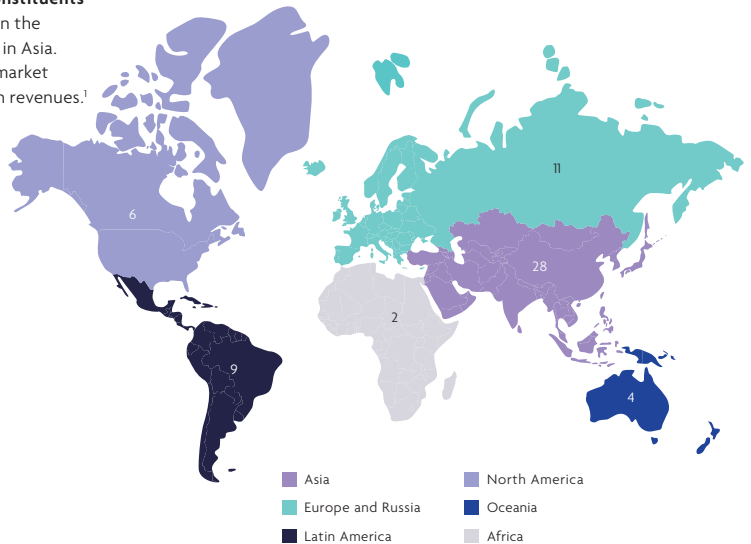 nstituents
n the
in Asia.
market
n revenues.¹
11
6
28
2
9
4
Asia
North America
Europe and Russia
Oceania
Latin America
Africa